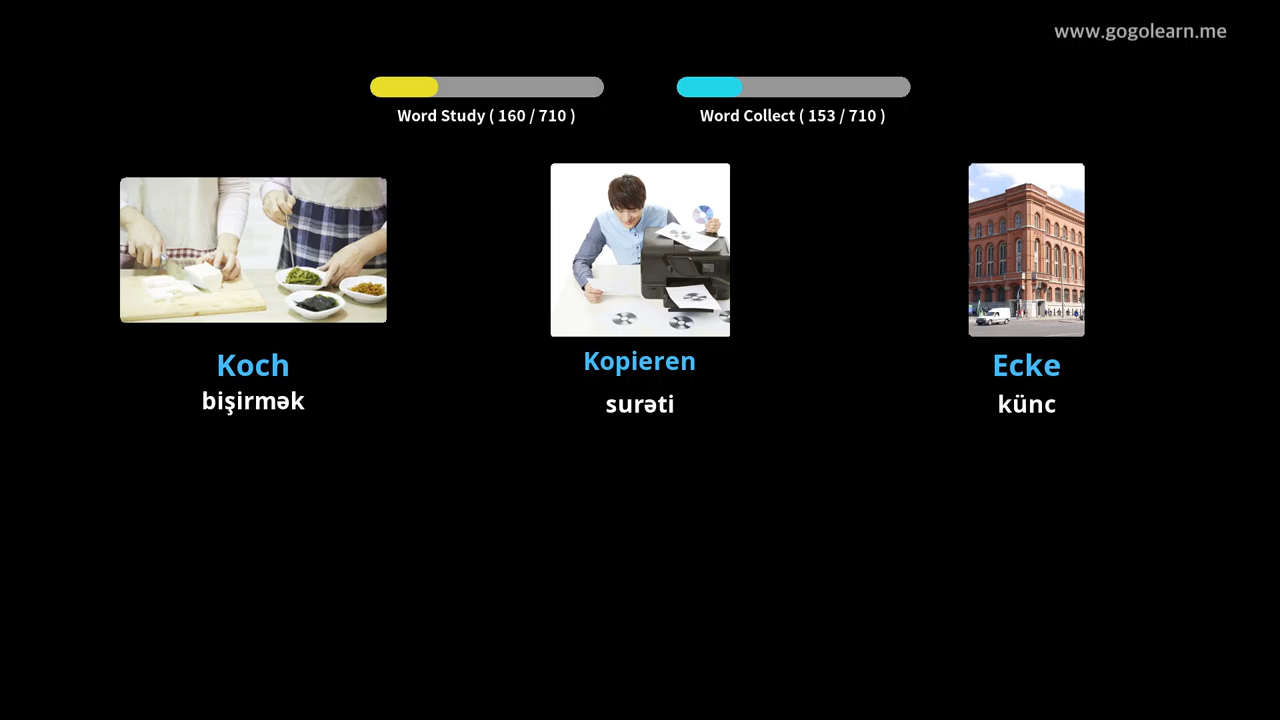 www.gogolearn.me
Word Study ( 160 / 710 )
Word Collect ( 153 / 710 )
Koch
bişirmək
Kopieren
surəti
Ecke
künc